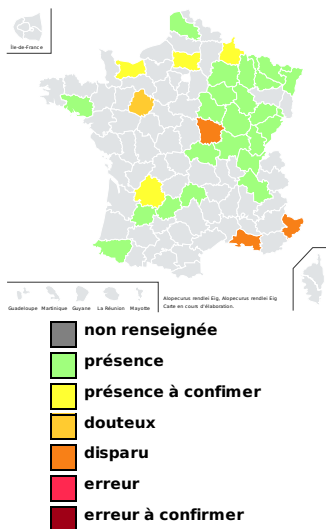 Île-de-France
Guadeloupe Martinique Guyane La Réunion Mayotte
Alopecurus rendlei Eig, Alopecurus rendlei Eig
Carte en cours d'élaboration.
non renseignée
présence
présence à confimer
douteux
disparu
erreur
erreur à confirmer